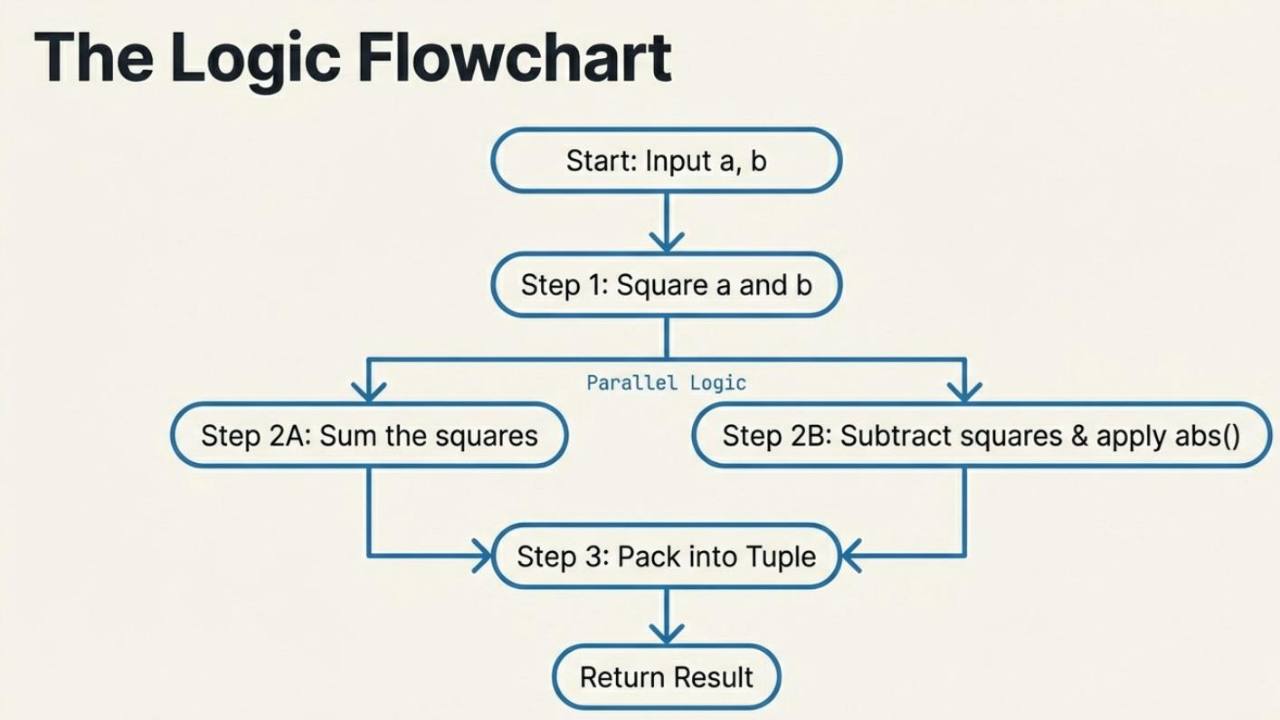 The Logic Flowchart
Start: Input a, b
Step 1: Square a and b
Parallel Logic
Step 2A: Sum the squares
Step 2B: Subtract squares & apply abs()
Step 3: Pack into Tuple
Return Result